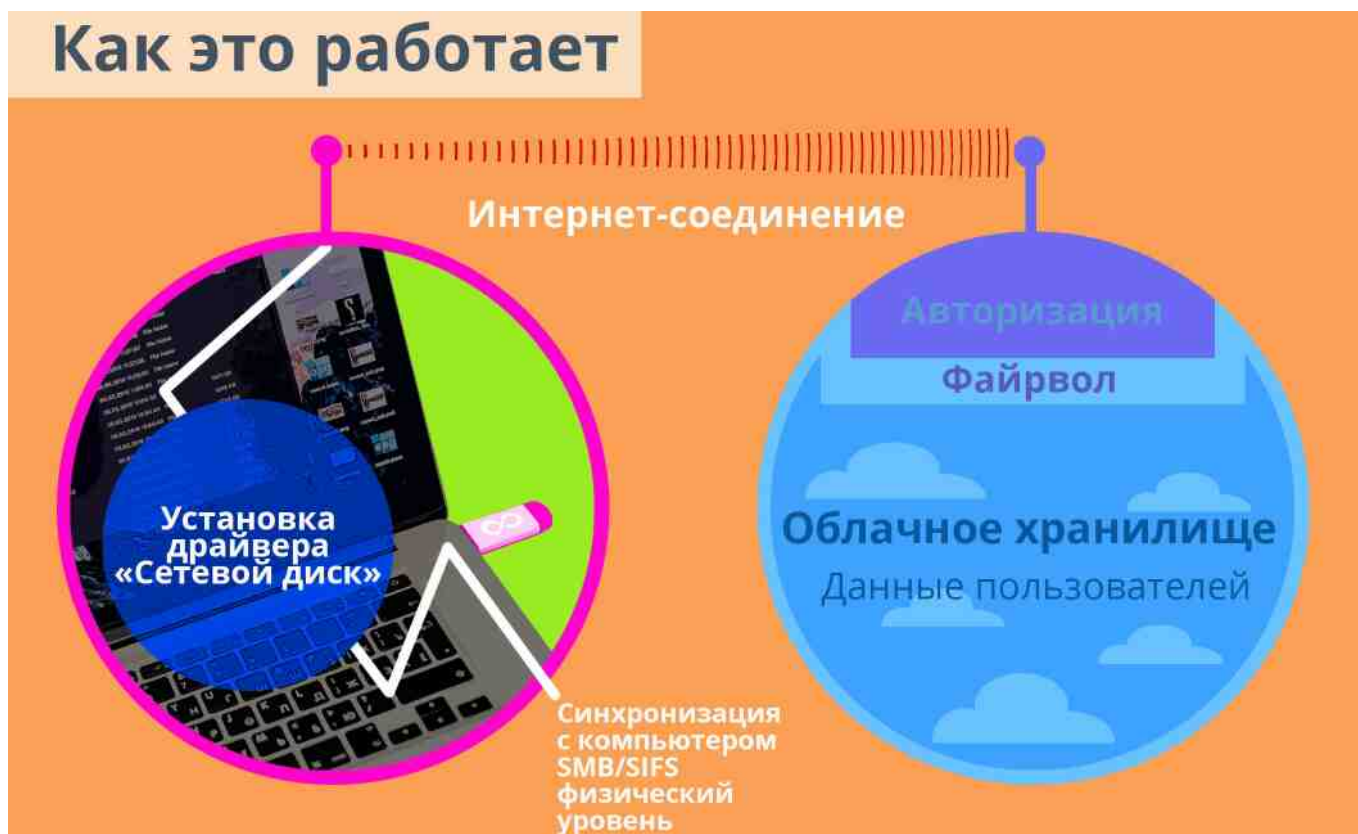 Как это работает
Интернет-соединение
Авторизация
Файрвол
Установка
драйвера
«Сетевой диск»
Облачное хранилище
Данные пользователей
Синхронизация
с компьютером
SMB/SIFS
физический
уровень